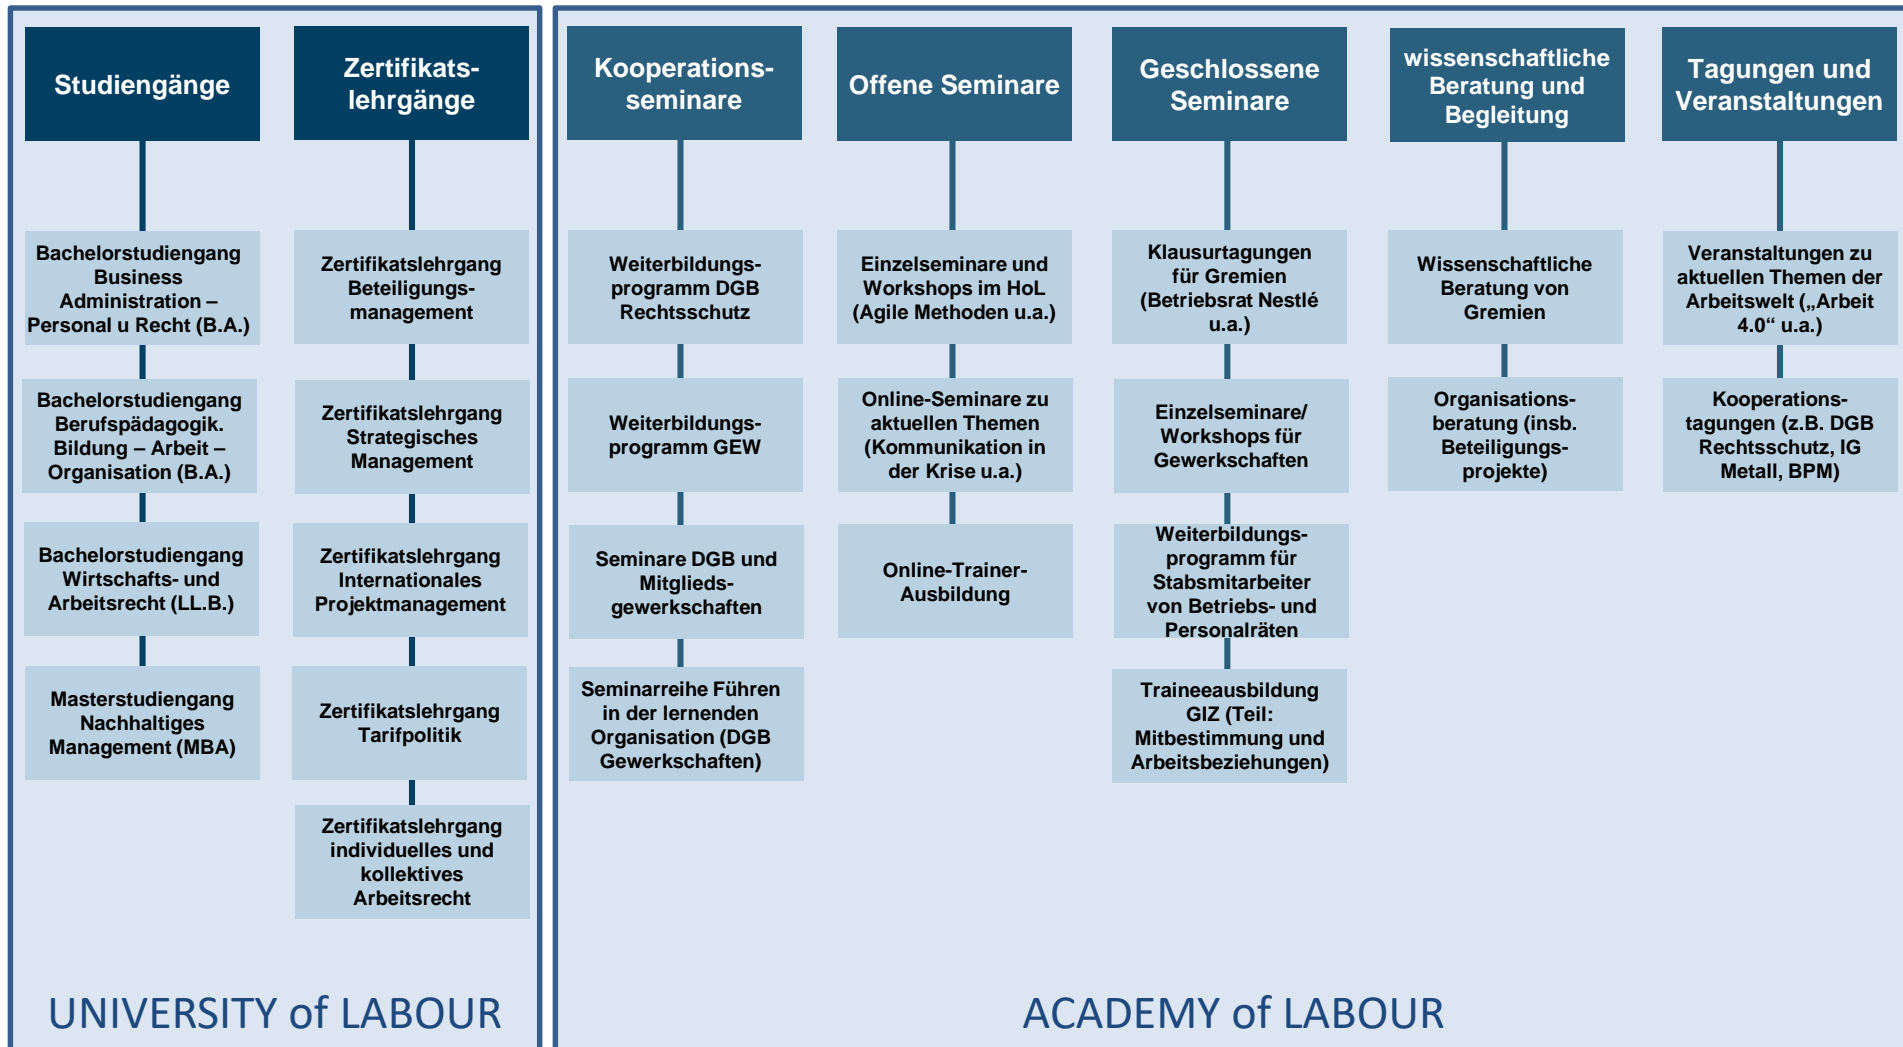 Studiengänge
Bachelorstudiengang
Business
Administration –
Personal u Recht (B.A.)
Bachelorstudiengang
Berufspädagogik.
Bildung – Arbeit –
Organisation (B.A.)
Bachelorstudiengang
Wirtschafts- und
Arbeitsrecht (LL.B.)
Masterstudiengang
Nachhaltiges
Management (MBA)
Zertifikats-
lehrgänge
Zertifikatslehrgang
Beteiligungs-
management
Zertifikatslehrgang
Strategisches
Management
Zertifikatslehrgang
Internationales
Projektmanagement
Zertifikatslehrgang
Tarifpolitik
Zertifikatslehrgang
individuelles und
kollektives
Arbeitsrecht
UNIVERSITY of LABOUR
Kooperations-
seminare
Weiterbildungs-
programm DGB
Rechtsschutz
Weiterbildungs-
programm GEW
Seminare DGB und
Mitglieds-
gewerkschaften
Seminarreihe Führen
in der lernenden
Organisation (DGB
Gewerkschaften)
Offene Seminare
Einzelseminare und
Workshops im HoL
(Agile Methoden u.a.)
Online-Seminare zu
aktuellen Themen
(Kommunikation in
der Krise u.a.)
Online-Trainer-
Ausbildung
Geschlossene
Seminare
Klausurtagungen
für Gremien
(Betriebsrat Nestlé
u.a.)
Einzelseminare/
Workshops für
Gewerkschaften
Weiterbildungs-
programm für
Stabsmitarbeiter
von Betriebs- und
Personalräten
Traineeausbildung
GIZ (Teil:
Mitbestimmung und
Arbeitsbeziehungen)
wissenschaftliche
Beratung und
Begleitung
Wissenschaftliche
Beratung von
Gremien
Organisations-
beratung (insb.
Beteiligungs-
projekte)
Tagungen und
Veranstaltungen
Veranstaltungen zu
aktuellen Themen der
Arbeitswelt („Arbeit
4.0“ u.a.)
Kooperations-
tagungen (z.B. DGB
Rechtsschutz, IG
Metall, BPM)
ACADEMY of LABOUR